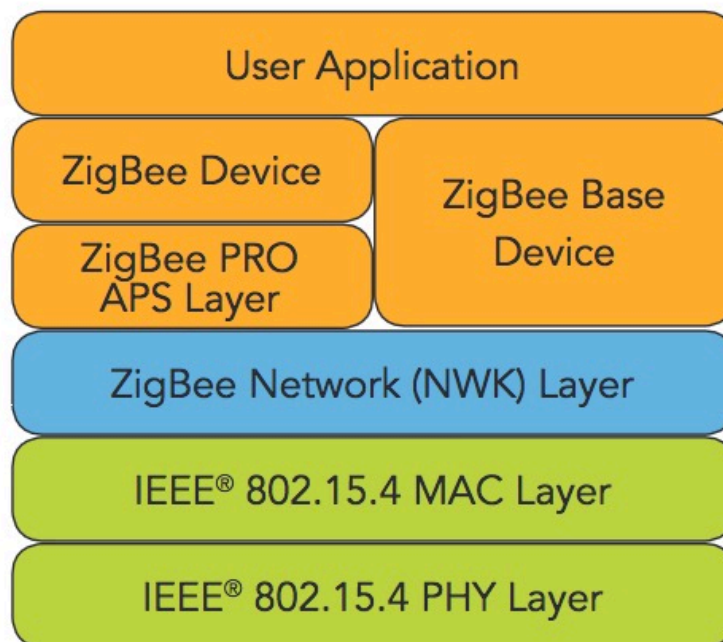 User Application
ZigBee Device
ZigBee PRO
APS Layer
ZigBee Base
Device
ZigBee Network (NWK) Layer
IEEE® 802.15.4 MAC Layer
IEEE® 802.15.4 PHY Layer